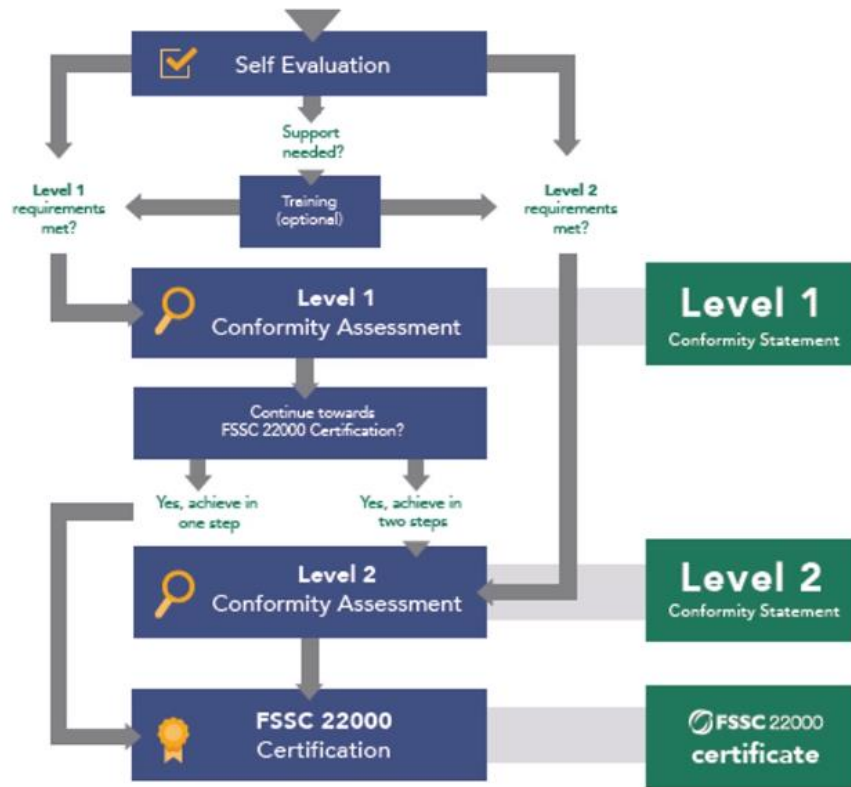 Self Evaluation
Support
needed?
Level 1
requirements
met?
Training
(optional)
Level 2
requirements
met?
Level 1
Conformity Assessment
Level 1
Conformity Statement
Continue towards
FSSC 22000 Certification?
Yes, achieve in
one step
Yes, achieve in
two steps
Level 2
Conformity Assessment
Level 2
Conformity Statement
FSSC 22000
Certification
FSSC 22000
certificate